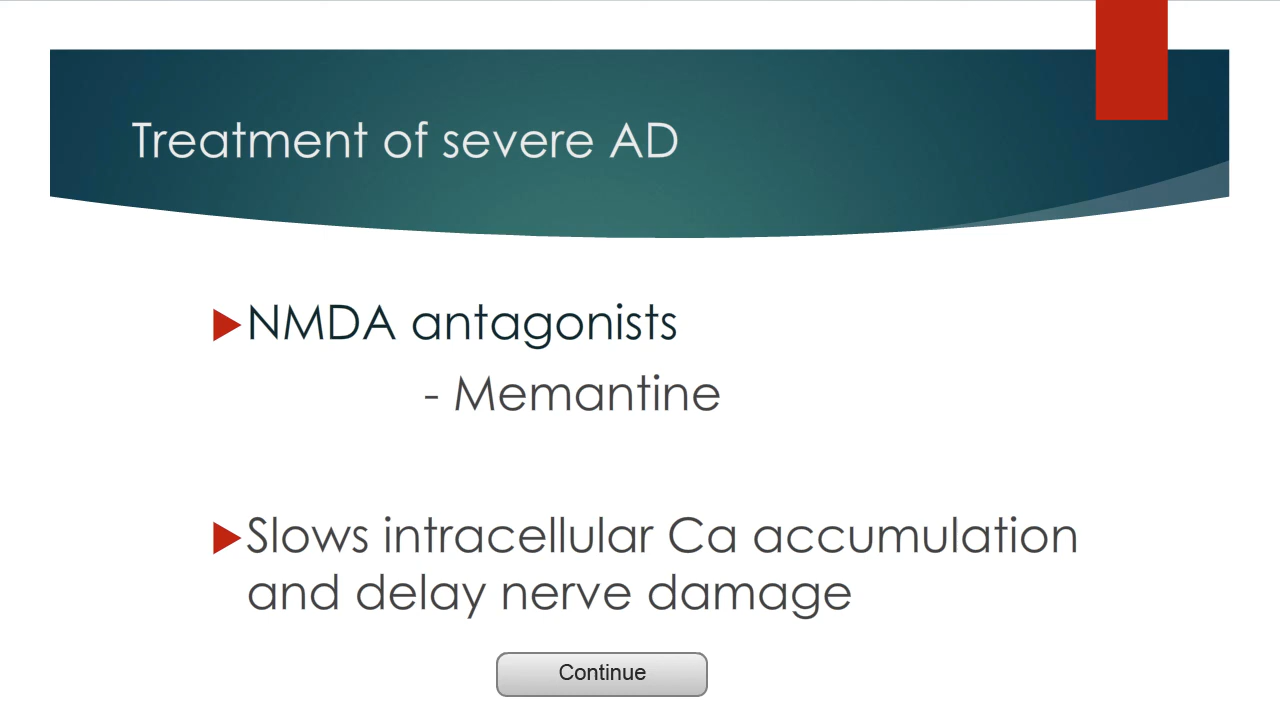 Treatment of severe AD
NMDA antagonists
- Memantine
Slows intracellular Ca accumulation
and delay nerve damage
Continue